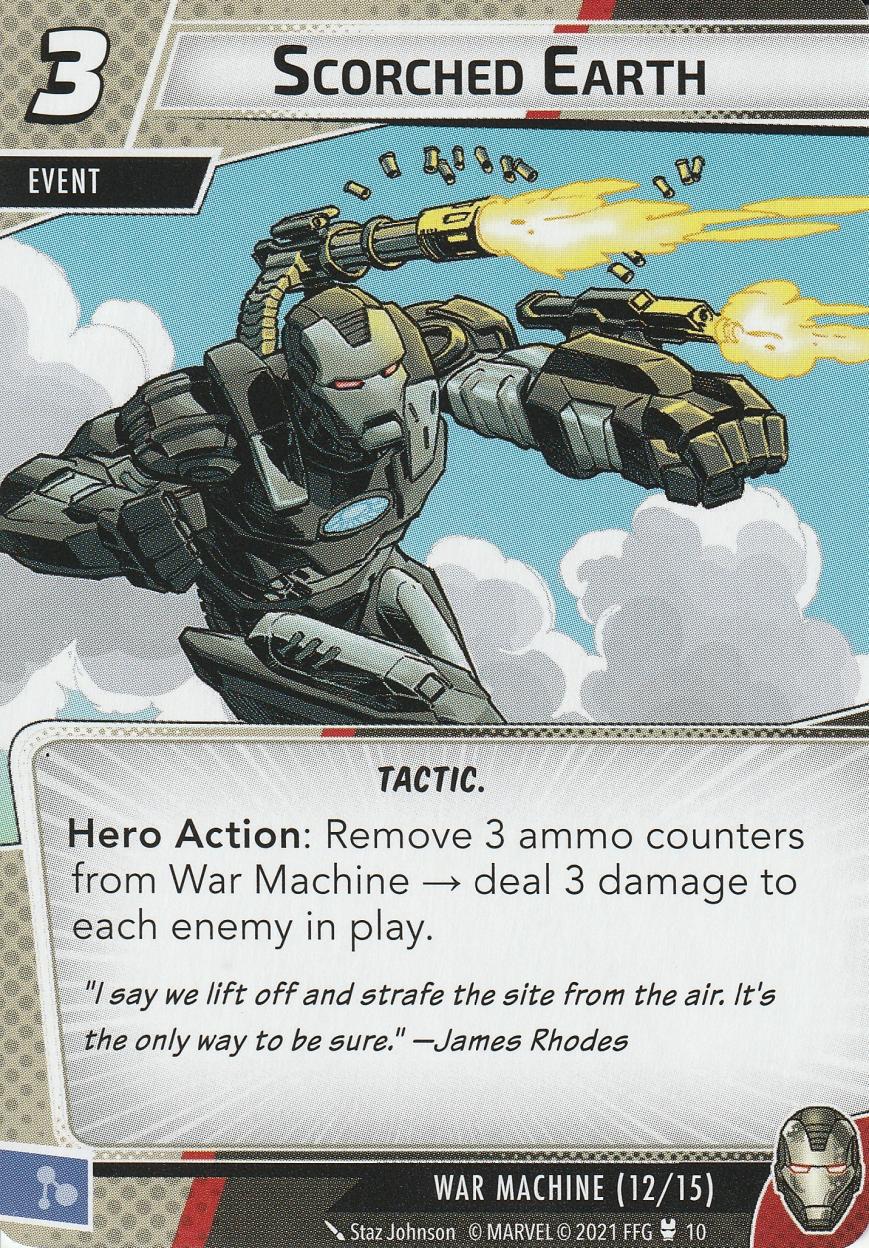 3
SCORCHED EARTH
EVENT
TACTIC.
Hero Action: Remove 3 ammo counters
from War Machine → deal 3 damage to
each enemy in play.
"I say we lift off and strafe the site from the air. It's
the only way to be sure." —James Rhodes
WAR MACHINE (12/15)
Staz Johnson © MARVEL © 2021 FFG 10